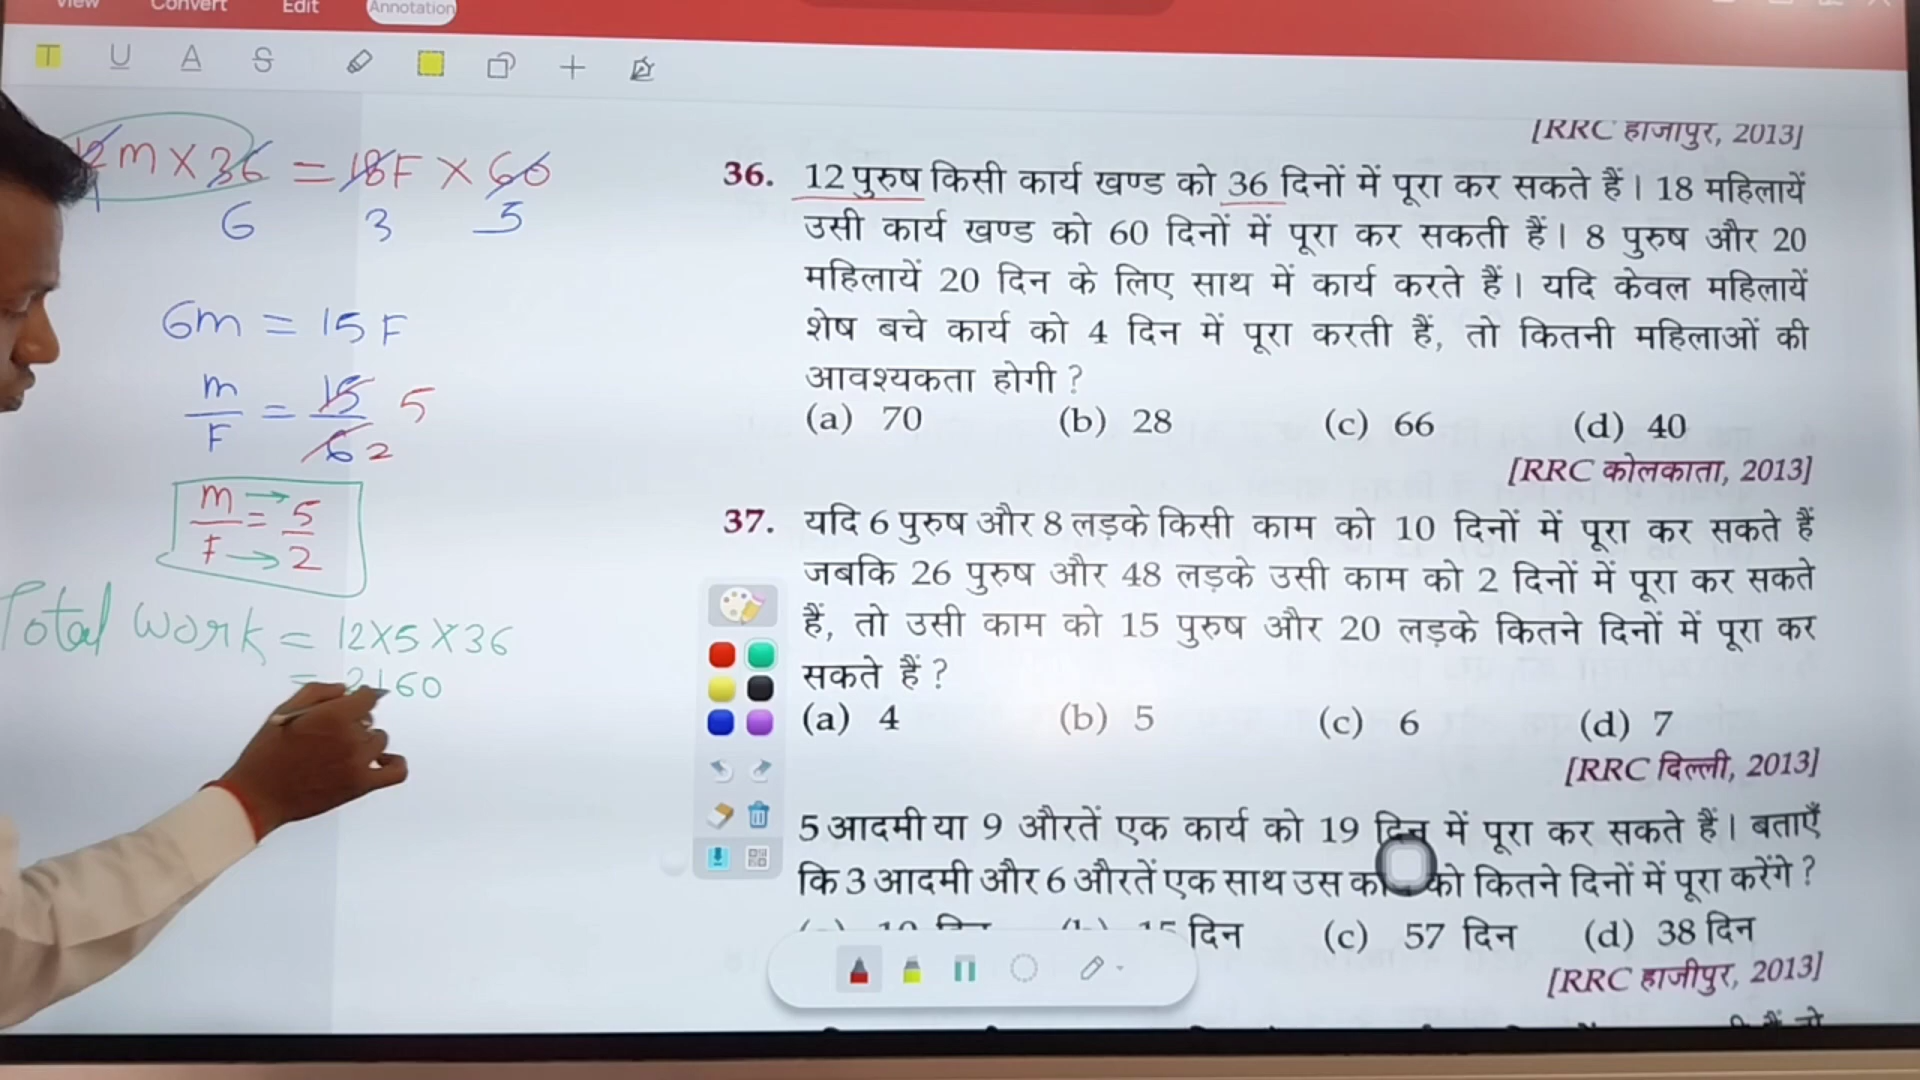 View Convert Edit Annotation
T U A S
12m × 36 = 18F × 60
1 6 3 5
6m = 15F
m/F = 15/6 5/2
m → 5
F → 2
Total work = 12×5×36
= 2160
[RRC हाजीपुर, 2013]
36. 12 पुरुष किसी कार्य खण्ड को 36 दिनों में पूरा कर सकते हैं। 18 महिलायें
उसी कार्य खण्ड को 60 दिनों में पूरा कर सकती हैं। 8 पुरुष और 20
महिलायें 20 दिन के लिए साथ में कार्य करते हैं। यदि केवल महिलायें
शेष बचे कार्य को 4 दिन में पूरा करती हैं, तो कितनी महिलाओं की
आवश्यकता होगी ?
(a) 70 (b) 28 (c) 66 (d) 40
[RRC कोलकाता, 2013]
37. यदि 6 पुरुष और 8 लड़के किसी काम को 10 दिनों में पूरा कर सकते हैं
जबकि 26 पुरुष और 48 लड़के उसी काम को 2 दिनों में पूरा कर सकते
हैं, तो उसी काम को 15 पुरुष और 20 लड़के कितने दिनों में पूरा कर
सकते हैं ?
(a) 4 (b) 5 (c) 6 (d) 7
[RRC दिल्ली, 2013]
5 आदमी या 9 औरतें एक कार्य को 19 दिन में पूरा कर सकते हैं। बताएँ
कि 3 आदमी और 6 औरतें एक साथ उस को कितने दिनों में पूरा करेंगे ?
दिन (c) 57 दिन (d) 38 दिन
[RRC हाजीपुर, 2013]